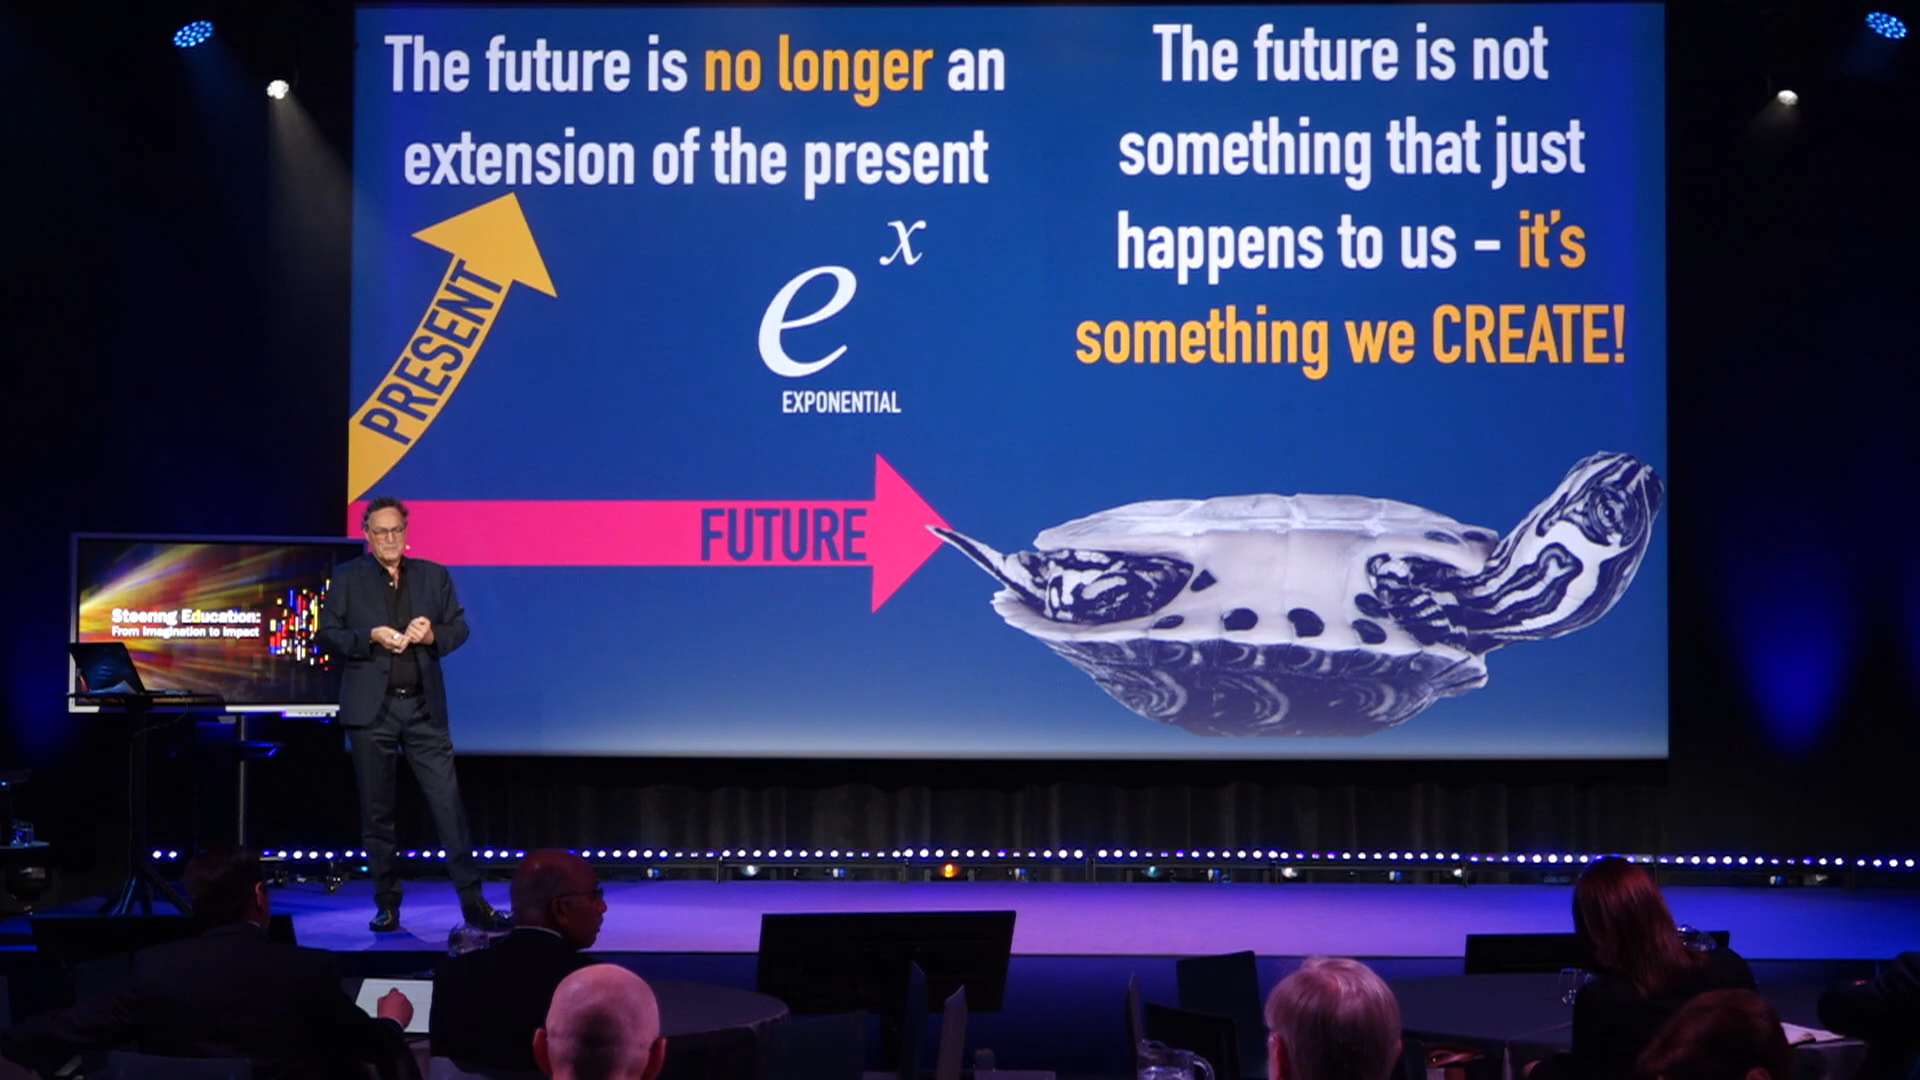 The future is no longer an
extension of the present
PRESENT
e^x
EXPONENTIAL
FUTURE
The future is not
something that just
happens to us – it's
something we CREATE!
Steering Education:
From Imagination to Impact